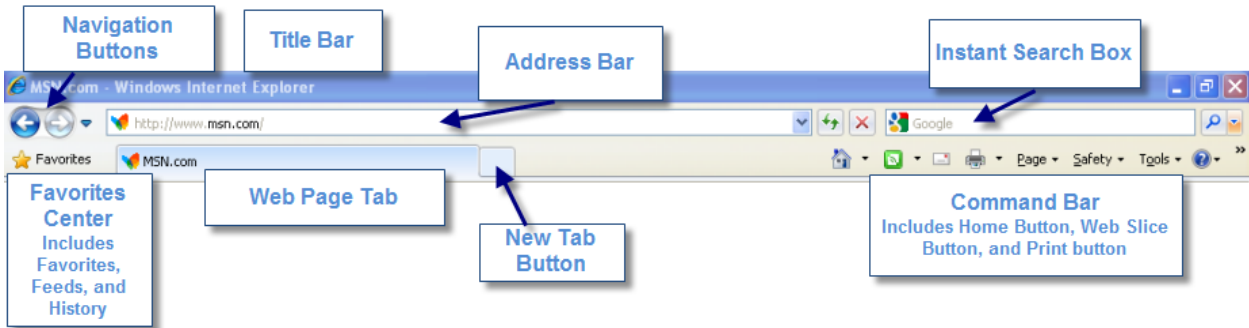 Navigation
Buttons
Title Bar
Address Bar
Instant Search Box
MSN.com - Windows Internet Explorer
http://www.msn.com/
Google
Favorites
MSN.com
Page
Safety
Tools
»
Favorites
Center
Includes
Favorites,
Feeds, and
History
Web Page Tab
New Tab
Button
Command Bar
Includes Home Button, Web Slice
Button, and Print button